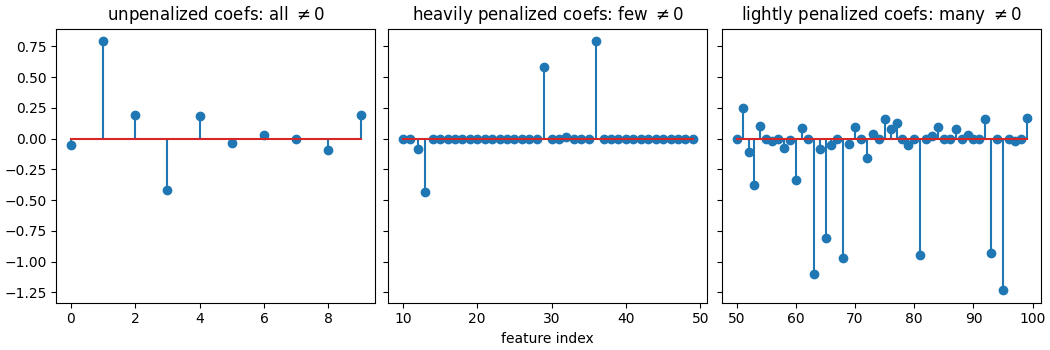 unpenalized coefs: all ≠0
heavily penalized coefs: few ≠0
lightly penalized coefs: many ≠0
0.75
0.50
0.25
0.00
−0.25
−0.50
−0.75
−1.00
−1.25
0 2 4 6 8
10 20 30 40 50
50 60 70 80 90 100
feature index